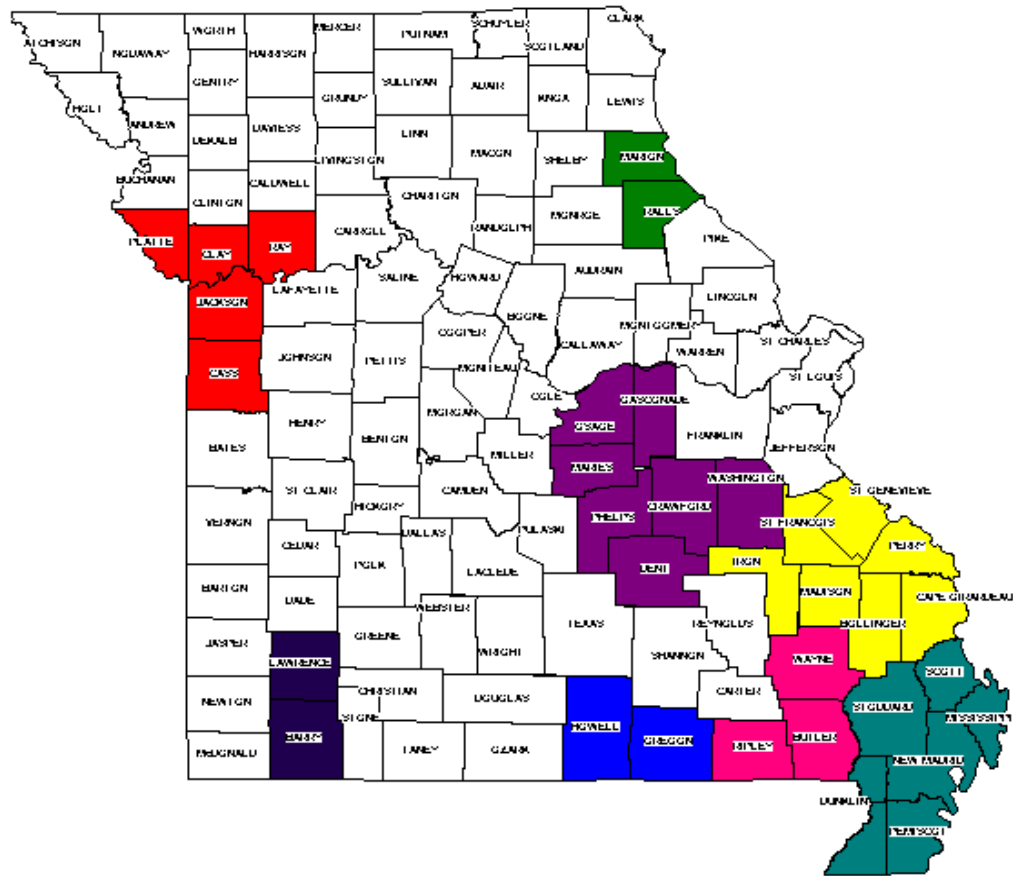 CLARK
SCHUYLER
WORTH
MERCER
PUTNAM
ATCHISON
NODAWAY
HARRISON
SCOTLAND
GENTRY
SULLIVAN
ADAIR
GRUNDY
KNOX
LEWIS
HOLT
ANDREW
DAVIESS
DEKALB
LINN
MACON
MARION
LIVINGSTON
SHELBY
BUCHANAN
CALDWELL
CLINTON
CHARITON
RALLS
MONROE
RANDOLPH
CARROLL
PLATTE
CLAY
RAY
PIKE
AUDRAIN
SALINE
HOWARD
LAFAYETTE
LINCOLN
JACKSON
BOONE
MONTGOMERY
COOPER
CALLAWAY
ST CHARLES
WARREN
JOHNSON
PETTIS
MONITEAU
CASS
ST LOUIS
COLE
GASCONADE
MORGAN
HENRY
OSAGE
FRANKLIN
BENTON
BATES
JEFFERSON
MILLER
MARIES
WASHINGTON
ST CLAIR
CAMDEN
ST GENEVIEVE
HICKORY
CRAWFORD
PHELPS
VERNON
ST FRANCOIS
DALLAS
PULASKI
CEDAR
PERRY
IRON
POLK
DENT
LACLEDE
BARTON
MADISON
CAPE GIRARDEAU
DADE
WEBSTER
TEXAS
REYNOLDS
BOLLINGER
GREENE
JASPER
WRIGHT
SHANNON
WAYNE
LAWRENCE
SCOTT
CHRISTIAN
DOUGLAS
CARTER
NEWTON
STONE
STODDARD
MISSISSIPPI
HOWELL
BARRY
OREGON
BUTLER
MCDONALD
TANEY
OZARK
RIPLEY
NEW MADRID
DUNKLIN
PEMISCOT